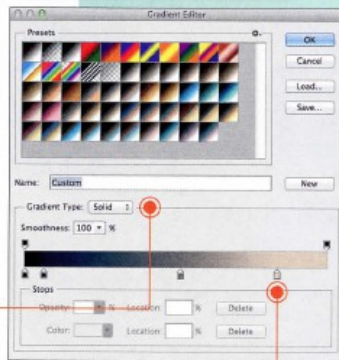 Gradient Editor
Presets
OK
Cancel
Load...
Save...
Name: Custom
New
Gradient Type: Solid
Smoothness: 100 %
Stops
Opacity: % Location: % Delete
Color: Location: % Delete